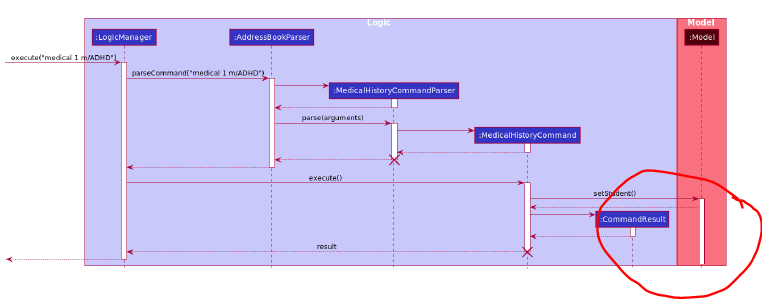 Logic
Model
:LogicManager
:AddressBookParser
:Model
execute("medical 1 m/ADHD")
parseCommand("medical 1 m/ADHD")
:MedicalHistoryCommandParser
parse(arguments)
:MedicalHistoryCommand
execute()
setStudent()
:CommandResult
result